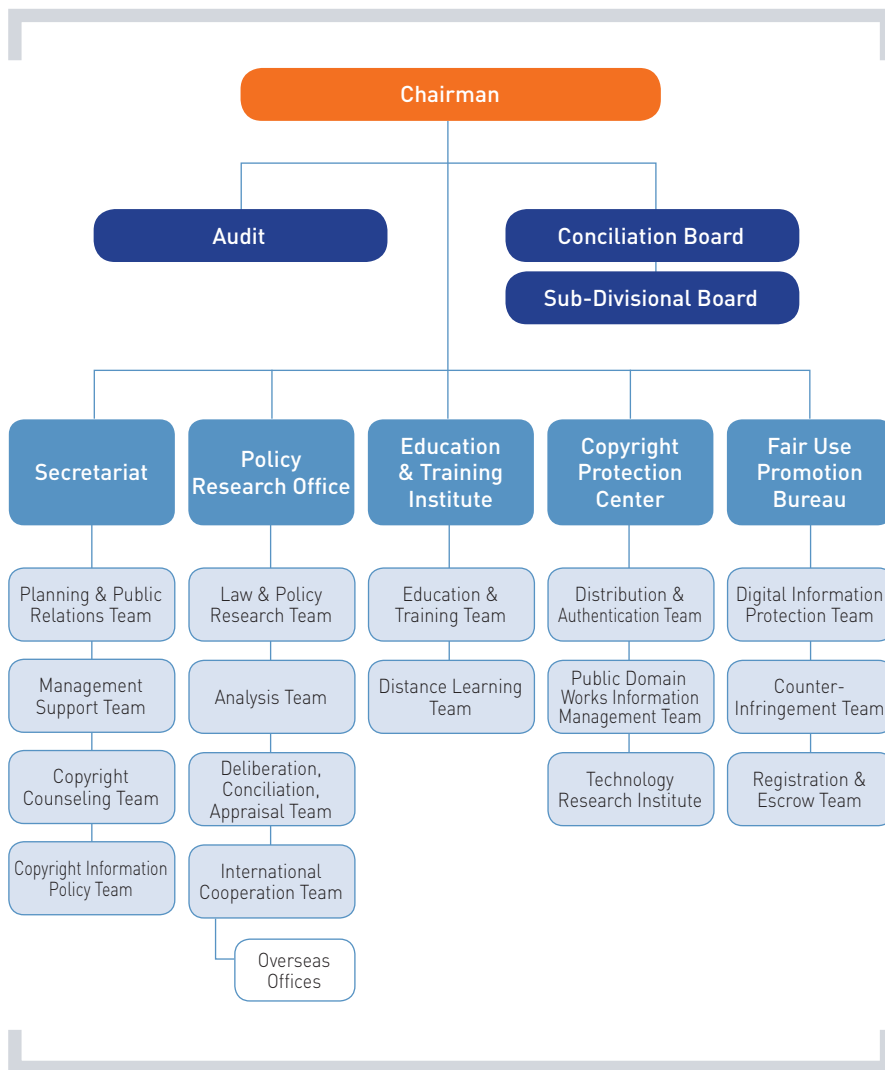 Chairman
Audit
Conciliation Board
Sub-Divisional Board
Secretariat
Policy
Research Office
Education
& Training
Institute
Copyright
Protection
Center
Fair Use
Promotion
Bureau
Planning & Public
Relations Team
Management
Support Team
Copyright
Counseling Team
Copyright Information
Policy Team
Law & Policy
Research Team
Analysis Team
Deliberation,
Conciliation,
Appraisal Team
International
Cooperation Team
Overseas
Offices
Education &
Training Team
Distance Learning
Team
Distribution &
Authentication Team
Public Domain
Works Information
Management Team
Technology
Research Institute
Digital Information
Protection Team
Counter-
Infringement Team
Registration &
Escrow Team